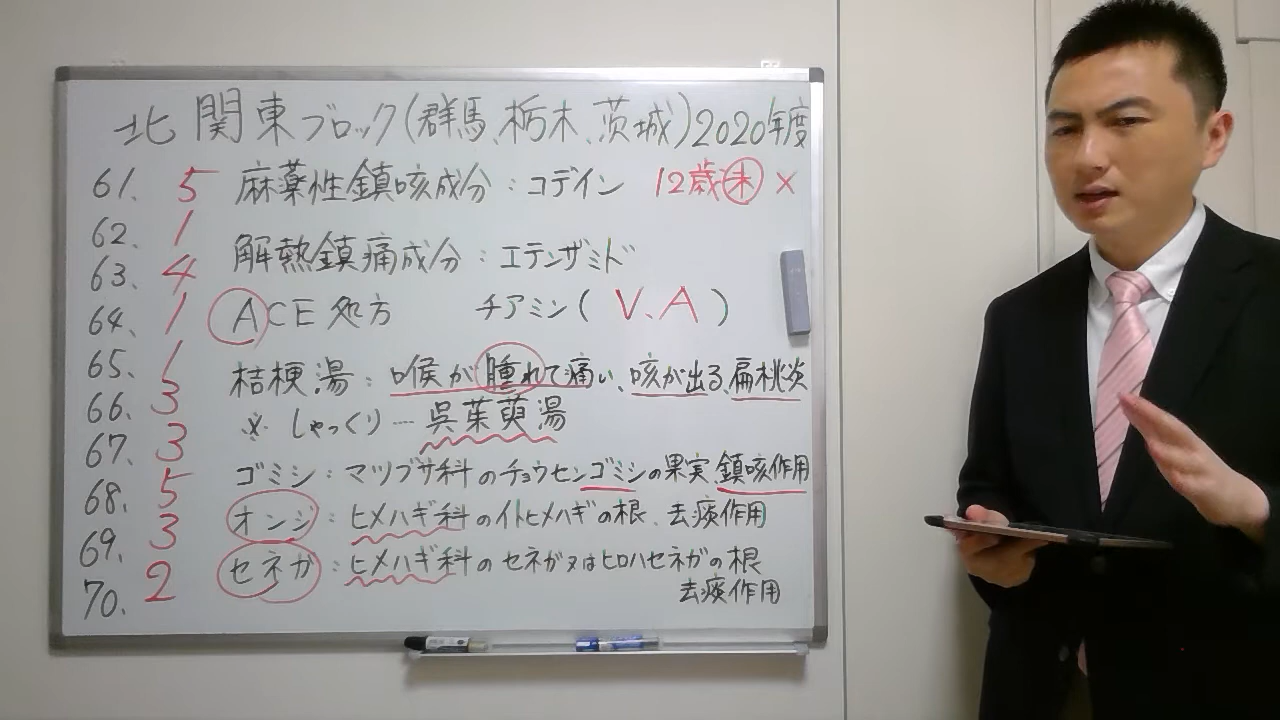 北関東ブロック(群馬、栃木、茨城)2020年度
61. 5
62. 1
63. 4
64. 1
65. 1
66. 3
67. 3
68. 5
69. 3
70. 2
麻薬性鎮咳成分:コデイン 12歳未 ×
解熱鎮痛成分:エテンザミド
ACE処方 チアミン( V.A )
桔梗湯:喉が腫れて痛い、咳が出る、扁桃炎
※ しゃっくり…呉茱萸湯
ゴミシ:マツブサ科のチョウセンゴミシの果実、鎮咳作用
オンジ:ヒメハギ科のイトヒメハギの根、去痰作用
セネガ:ヒメハギ科のセネガ又はヒロハセネガの根
去痰作用